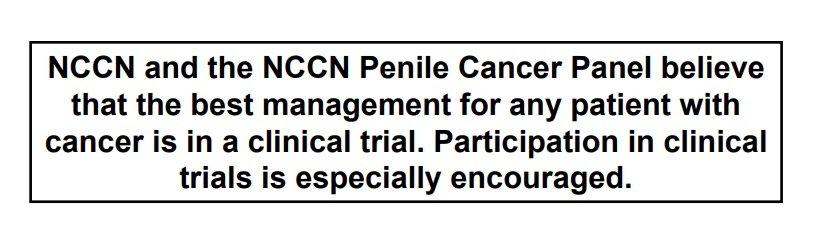 NCCN and the NCCN Penile Cancer Panel believe
that the best management for any patient with
cancer is in a clinical trial. Participation in clinical
trials is especially encouraged.